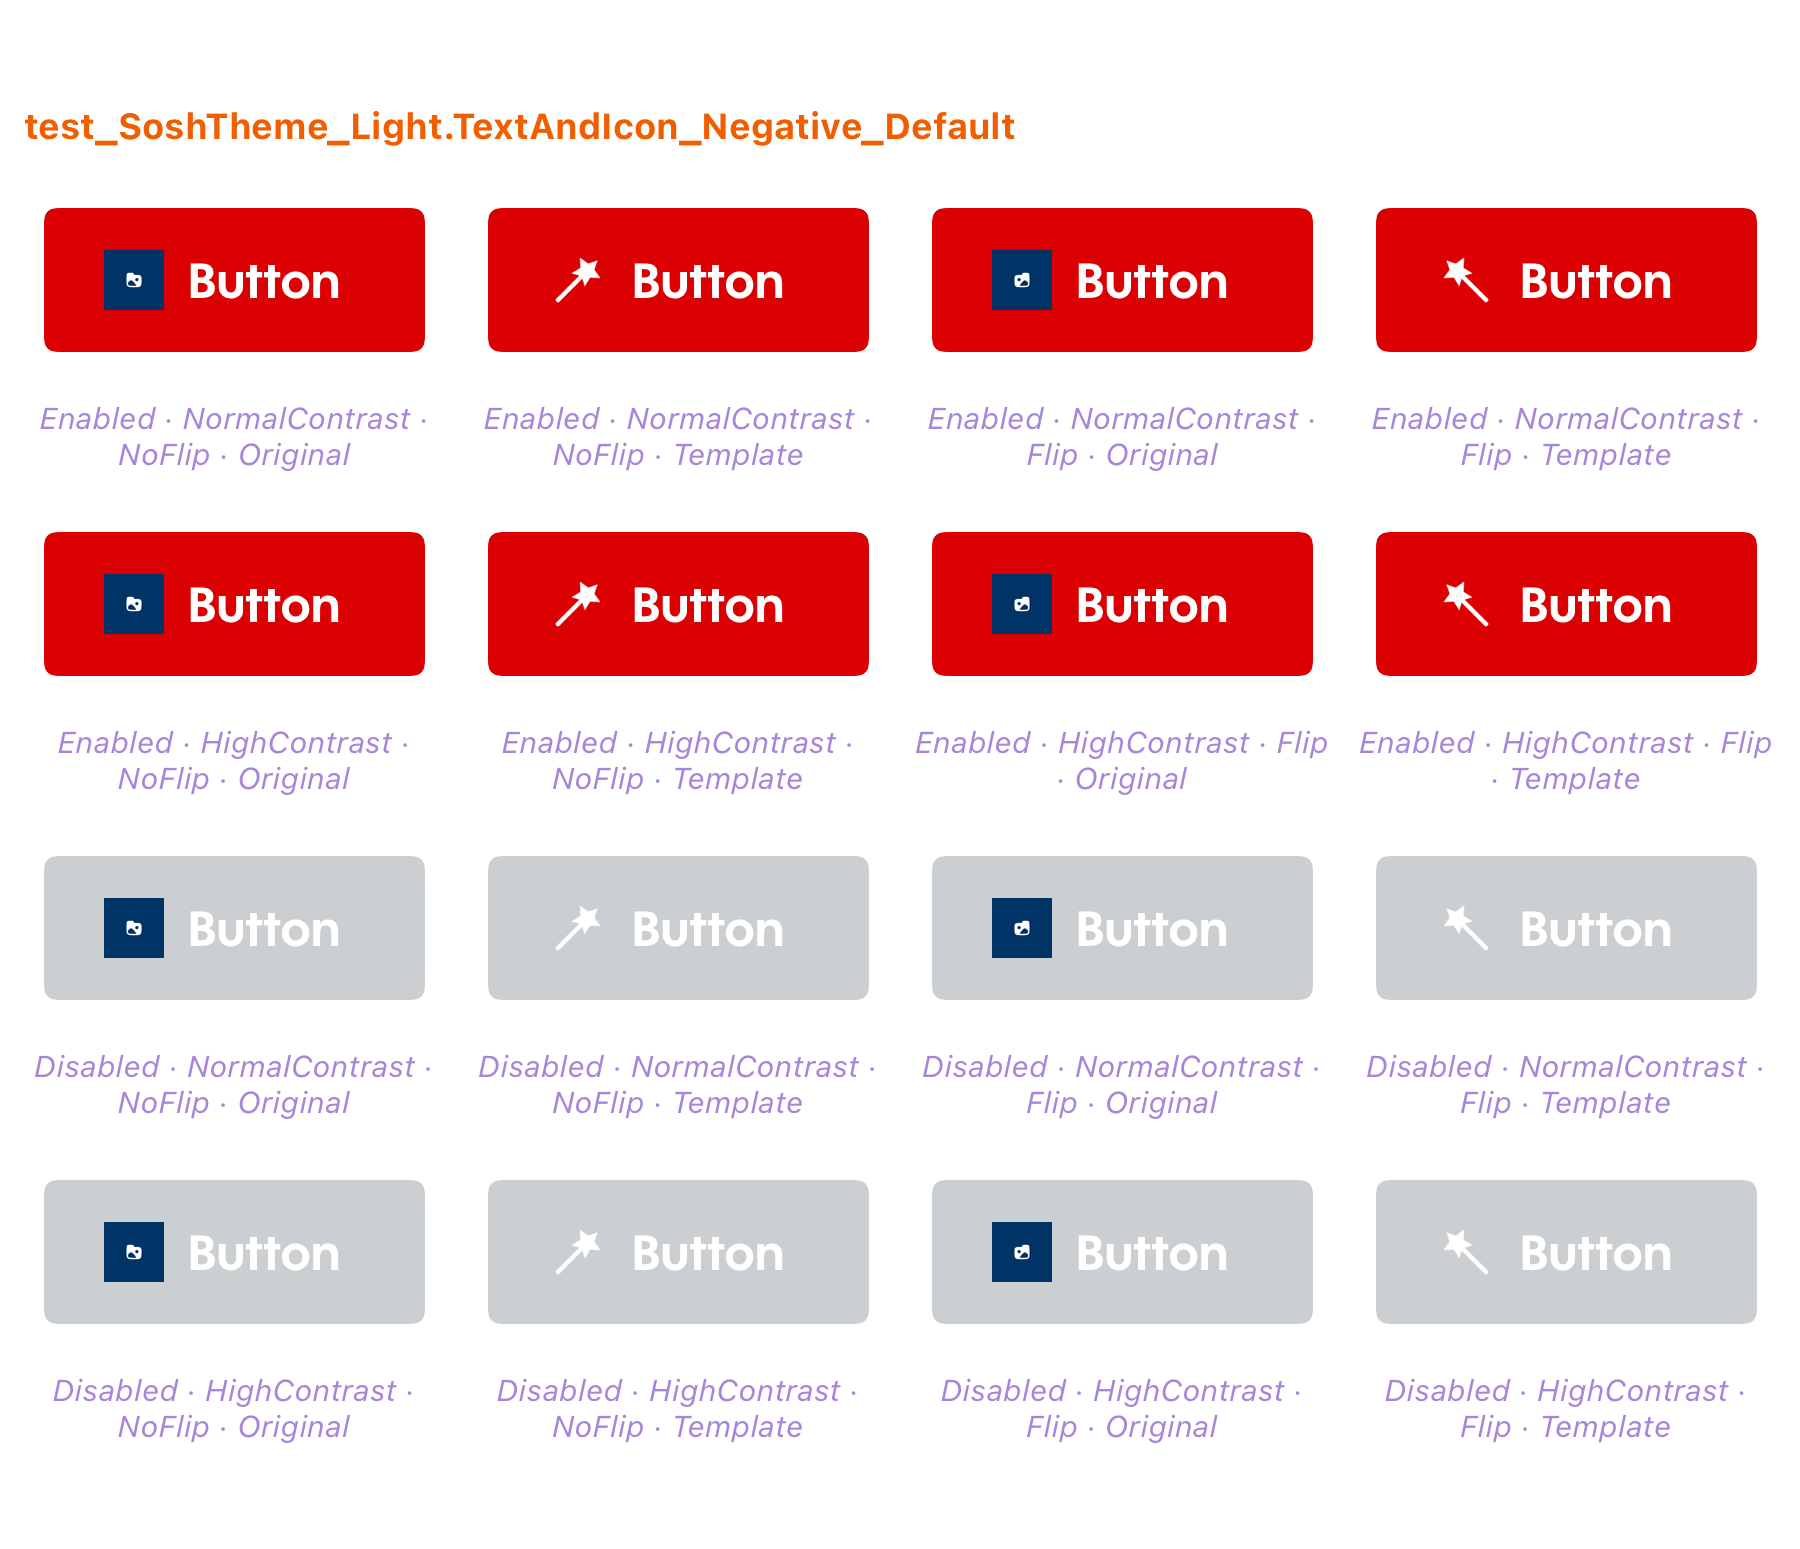 test_SoshTheme_Light.TextAndIcon_Negative_Default
Button Button Button Button
Enabled · NormalContrast · Enabled · NormalContrast · Enabled · NormalContrast · Enabled · NormalContrast ·
NoFlip · Original NoFlip · Template Flip · Original Flip · Template
Button Button Button Button
Enabled · HighContrast · Enabled · HighContrast · Enabled · HighContrast · Flip Enabled · HighContrast · Flip
NoFlip · Original NoFlip · Template · Original · Template
Button Button Button Button
Disabled · NormalContrast · Disabled · NormalContrast · Disabled · NormalContrast · Disabled · NormalContrast ·
NoFlip · Original NoFlip · Template Flip · Original Flip · Template
Button Button Button Button
Disabled · HighContrast · Disabled · HighContrast · Disabled · HighContrast · Disabled · HighContrast ·
NoFlip · Original NoFlip · Template Flip · Original Flip · Template